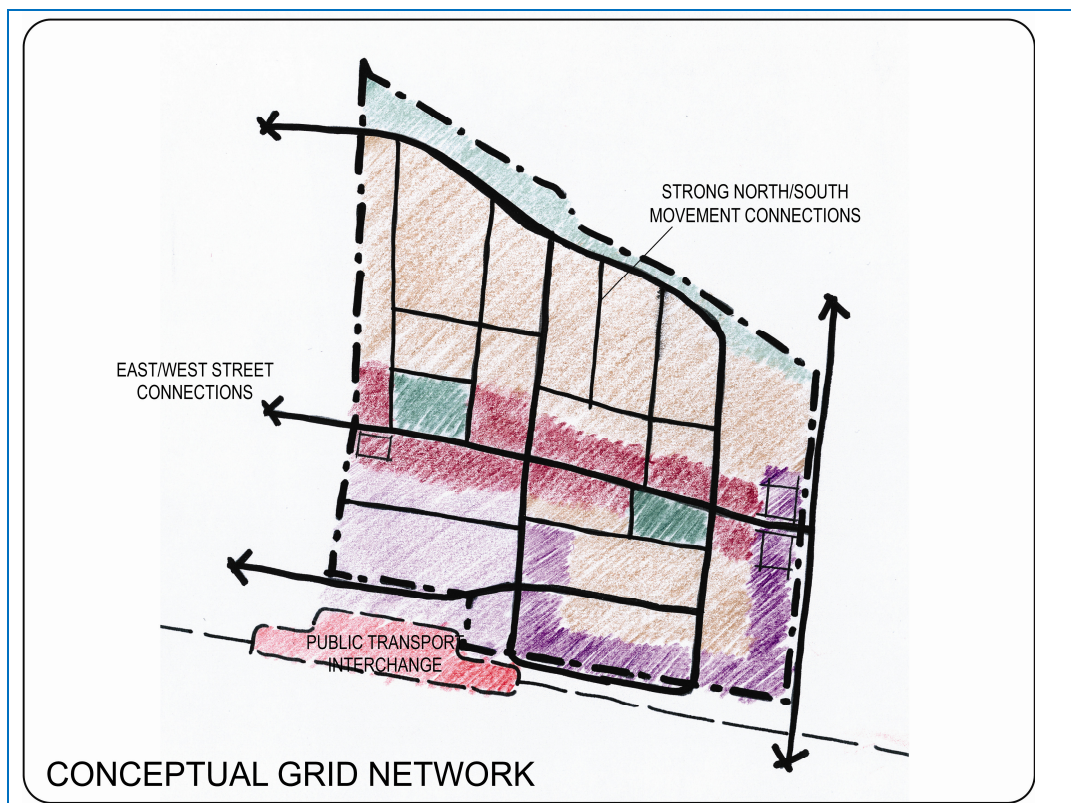 STRONG NORTH/SOUTH
MOVEMENT CONNECTIONS
EAST/WEST STREET
CONNECTIONS
PUBLIC TRANSPORT
INTERCHANGE
CONCEPTUAL GRID NETWORK